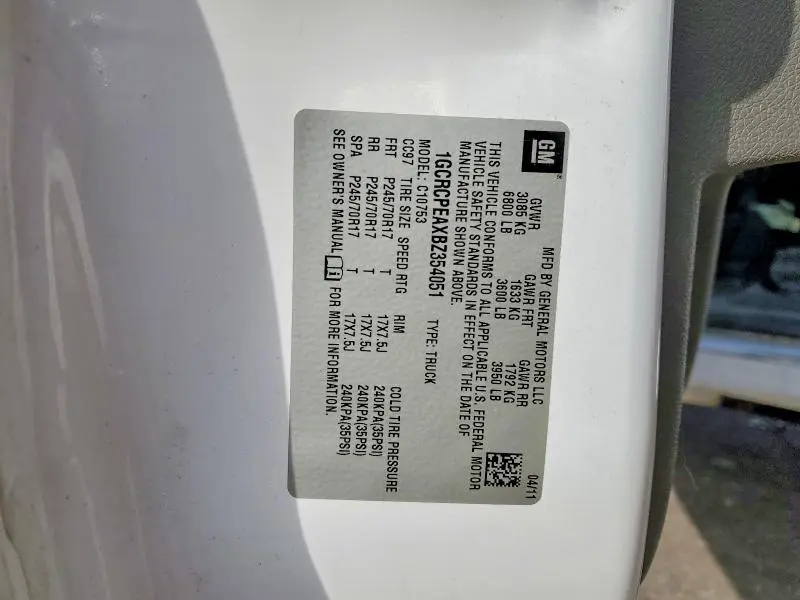 GM®
MFD BY GENERAL MOTORS LLC 04/11
GVWR GAWR FRT GAWR RR
3085 KG 1633 KG 1792 KG
6800 LB 3600 LB 3950 LB
THIS VEHICLE CONFORMS TO ALL APPLICABLE U.S. FEDERAL MOTOR
VEHICLE SAFETY STANDARDS IN EFFECT ON THE DATE OF
MANUFACTURE SHOWN ABOVE.
1GCRCPEAXBZ354051 TYPE: TRUCK
MODEL: C10753
CC97 TIRE SIZE SPEED RTG RIM COLD TIRE PRESSURE
FRT P245/70R17 T 17X7.5J 240KPA(35PSI)
RR P245/70R17 T 17X7.5J 240KPA(35PSI)
SPA P245/70R17 T 17X7.5J 240KPA(35PSI)
SEE OWNER'S MANUAL FOR MORE INFORMATION.